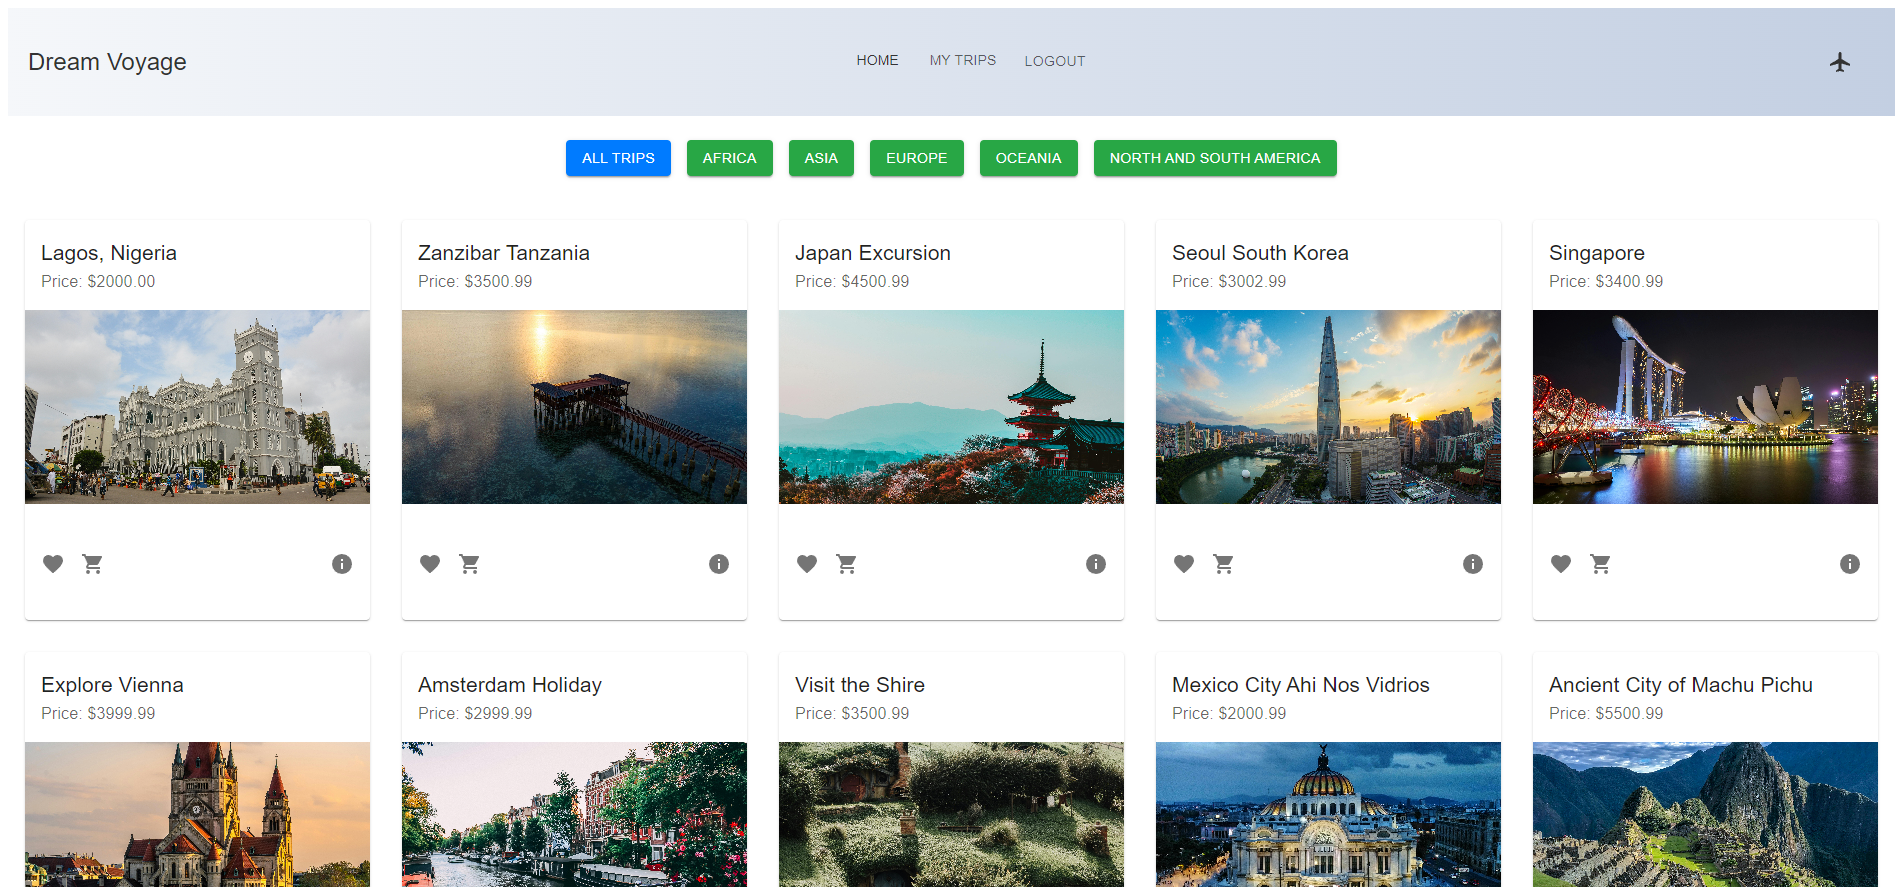 Dream Voyage
HOME
MY TRIPS
LOGOUT
ALL TRIPS
AFRICA
ASIA
EUROPE
OCEANIA
NORTH AND SOUTH AMERICA
Lagos, Nigeria
Price: $2000.00
Zanzibar Tanzania
Price: $3500.99
Japan Excursion
Price: $4500.99
Seoul South Korea
Price: $3002.99
Singapore
Price: $3400.99
Explore Vienna
Price: $3999.99
Amsterdam Holiday
Price: $2999.99
Visit the Shire
Price: $3500.99
Mexico City Ahi Nos Vidrios
Price: $2000.99
Ancient City of Machu Pichu
Price: $5500.99